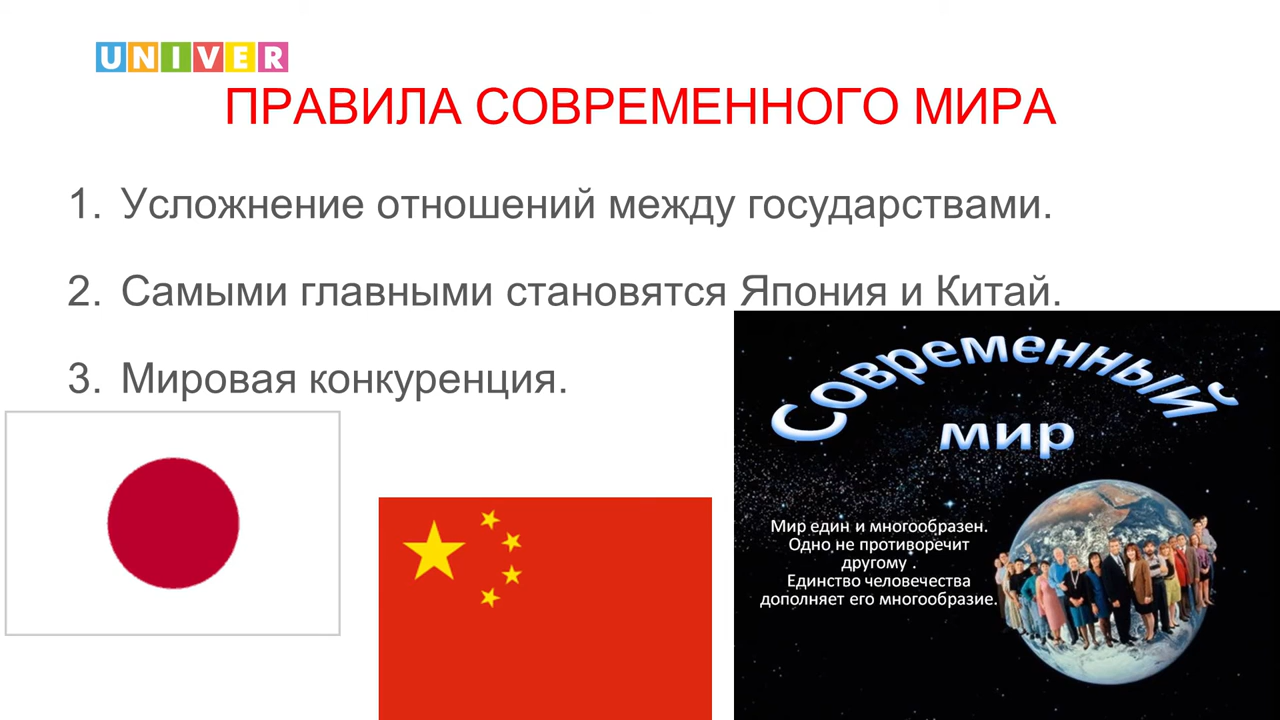 UNIVER
ПРАВИЛА СОВРЕМЕННОГО МИРА
1. Усложнение отношений между государствами.
2. Самыми главными становятся Япония и Китай.
3. Мировая конкуренция.
Современный
мир
Мир един и многообразен.
Одно не противоречит
другому .
Единство человечества
дополняет его многообразие.